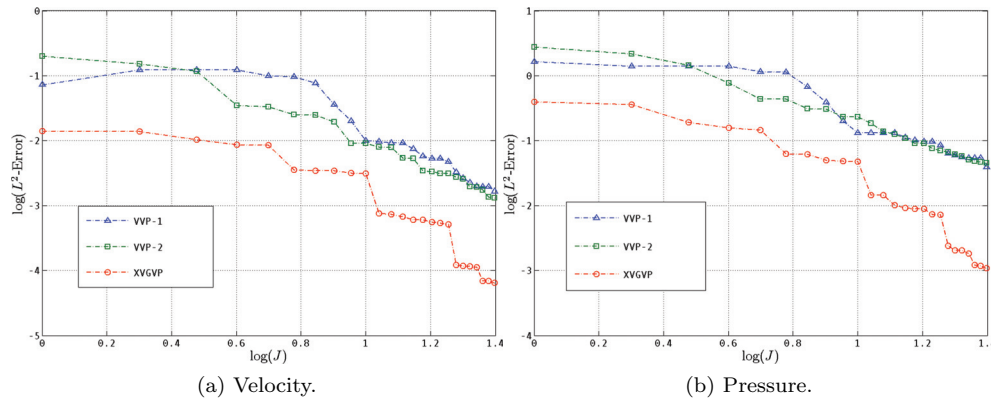 0
-1
-2
-3
-4
-5
log(L²-Error)
VVP-1
VVP-2
XVGVP
0 0.2 0.4 0.6 0.8 1 1.2 1.4
log(J)
(a) Velocity.
1
0
-1
-2
-3
-4
log(L²-Error)
VVP-1
VVP-2
XVGVP
0 0.2 0.4 0.6 0.8 1 1.2 1.4
log(J)
(b) Pressure.